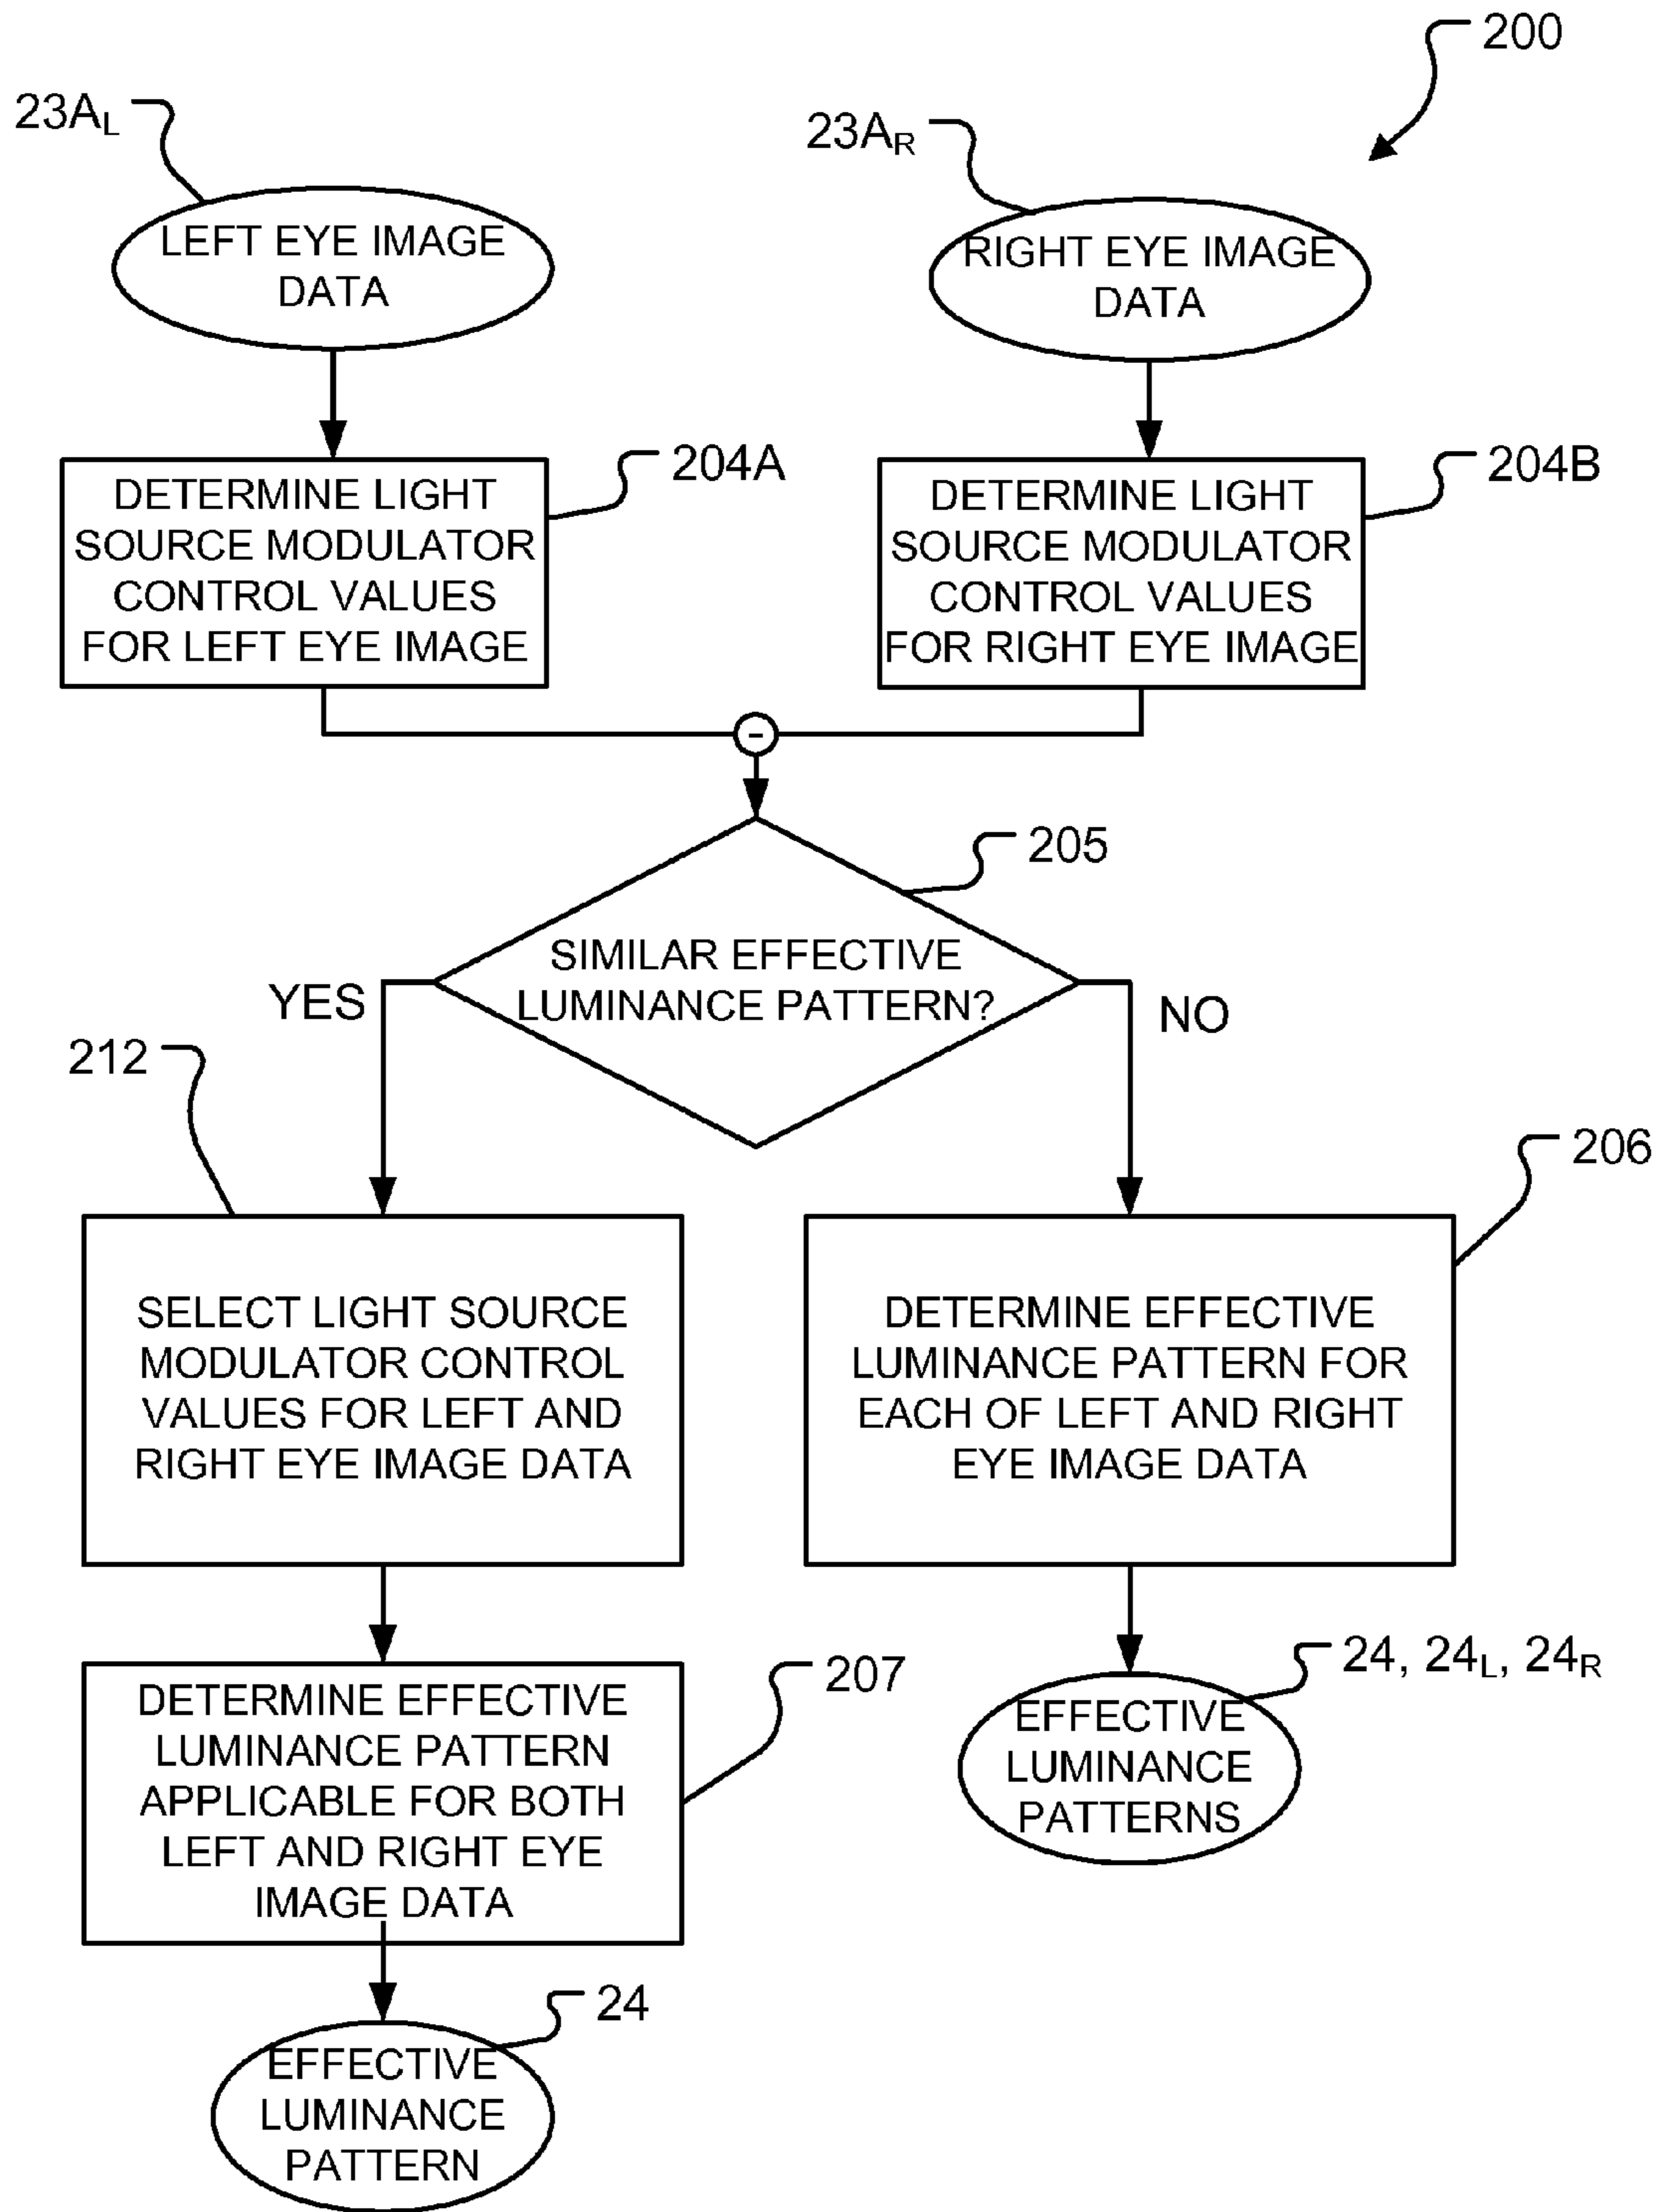 200
23AL
23AR
LEFT EYE IMAGE
DATA
RIGHT EYE IMAGE
DATA
204A
204B
DETERMINE LIGHT
SOURCE MODULATOR
CONTROL VALUES
FOR LEFT EYE IMAGE
DETERMINE LIGHT
SOURCE MODULATOR
CONTROL VALUES
FOR RIGHT EYE IMAGE
-
205
SIMILAR EFFECTIVE
LUMINANCE PATTERN?
YES
NO
212
206
SELECT LIGHT SOURCE
MODULATOR CONTROL
VALUES FOR LEFT AND
RIGHT EYE IMAGE DATA
DETERMINE EFFECTIVE
LUMINANCE PATTERN FOR
EACH OF LEFT AND RIGHT
EYE IMAGE DATA
207
24, 24L, 24R
DETERMINE EFFECTIVE
LUMINANCE PATTERN
APPLICABLE FOR BOTH
LEFT AND RIGHT EYE
IMAGE DATA
EFFECTIVE
LUMINANCE
PATTERNS
24
EFFECTIVE
LUMINANCE
PATTERN